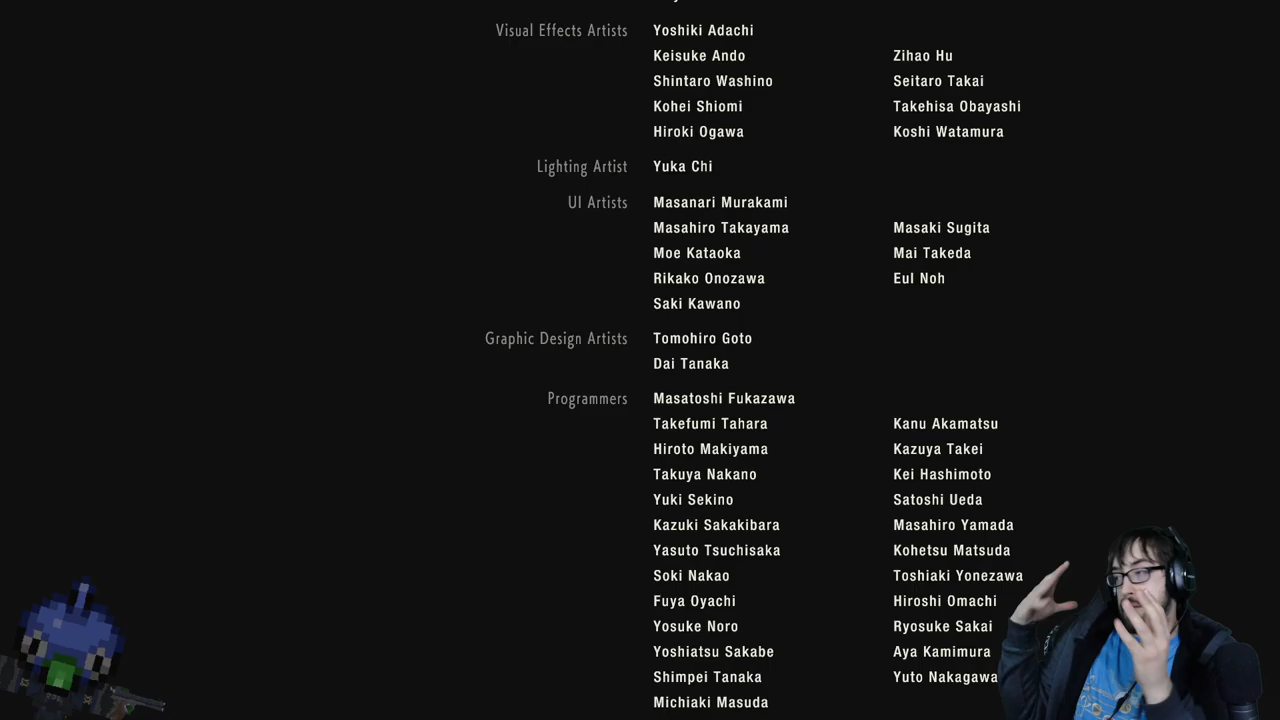 Visual Effects Artists Yoshiki Adachi
Keisuke Ando Zihao Hu
Shintaro Washino Seitaro Takai
Kohei Shiomi Takehisa Obayashi
Hiroki Ogawa Koshi Watamura
Lighting Artist Yuka Chi
UI Artists Masanari Murakami
Masahiro Takayama Masaki Sugita
Moe Kataoka Mai Takeda
Rikako Onozawa Eul Noh
Saki Kawano
Graphic Design Artists Tomohiro Goto
Dai Tanaka
Programmers Masatoshi Fukazawa
Takefumi Tahara Kanu Akamatsu
Hiroto Makiyama Kazuya Takei
Takuya Nakano Kei Hashimoto
Yuki Sekino Satoshi Ueda
Kazuki Sakakibara Masahiro Yamada
Yasuto Tsuchisaka Kohetsu Matsuda
Soki Nakao Toshiaki Yonezawa
Fuya Oyachi Hiroshi Omachi
Yosuke Noro Ryosuke Sakai
Yoshiatsu Sakabe Aya Kamimura
Shimpei Tanaka Yuto Nakagawa
Michiaki Masuda